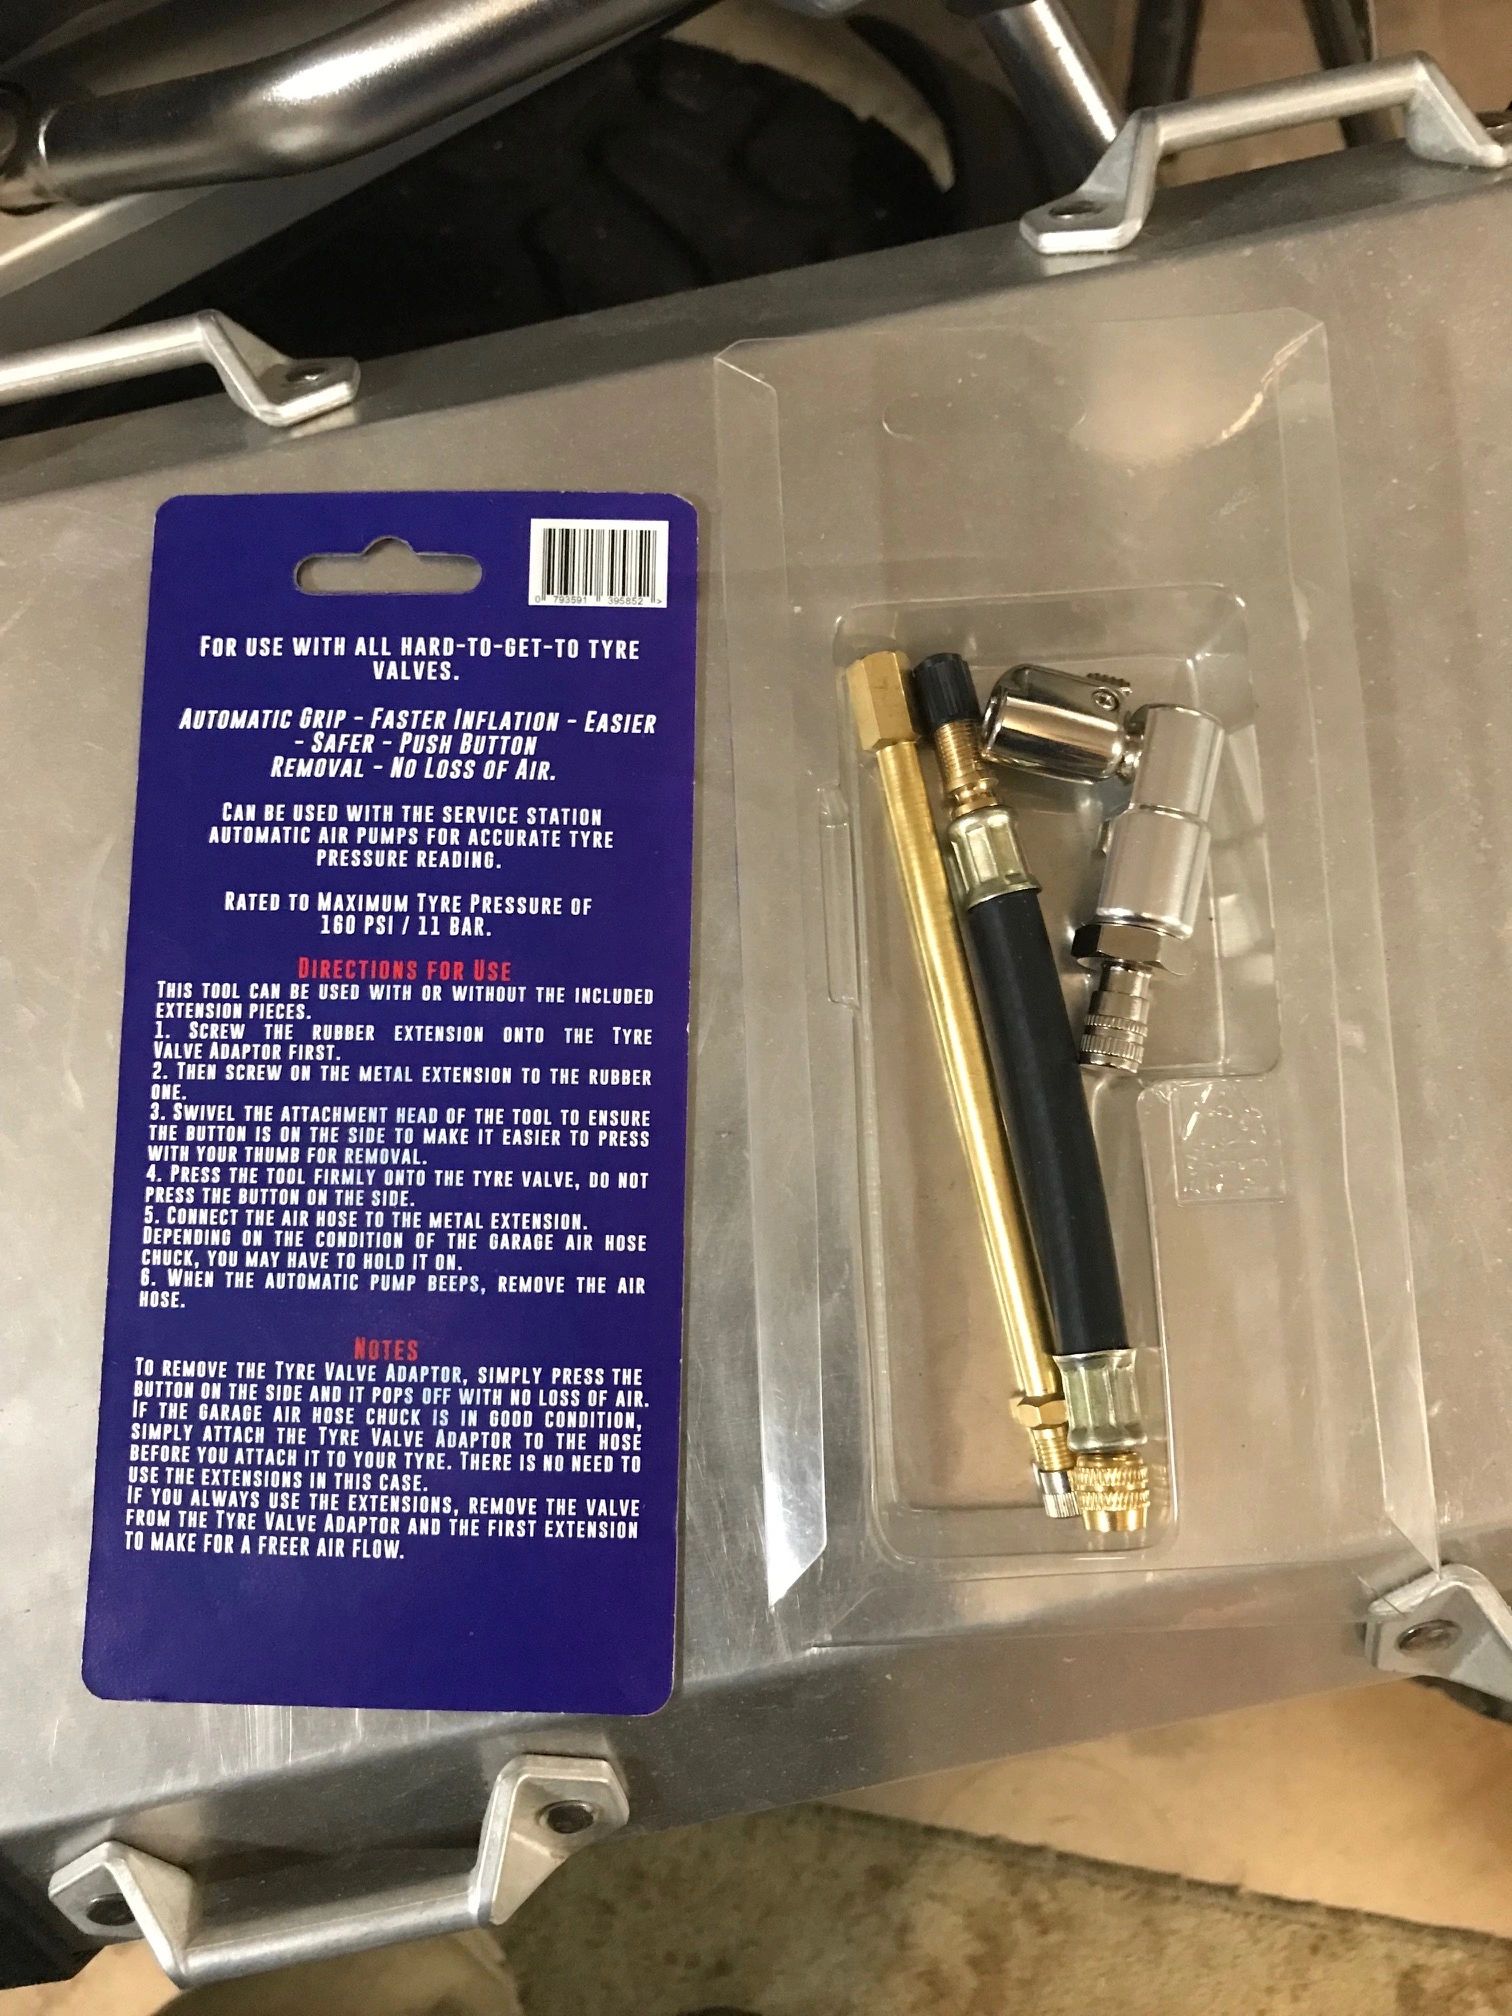 0 793591 395852 >
FOR USE WITH ALL HARD-TO-GET-TO TYRE
VALVES.
AUTOMATIC GRIP - FASTER INFLATION - EASIER
- SAFER - PUSH BUTTON
REMOVAL - NO LOSS OF AIR.
CAN BE USED WITH THE SERVICE STATION
AUTOMATIC AIR PUMPS FOR ACCURATE TYRE
PRESSURE READING.
RATED TO MAXIMUM TYRE PRESSURE OF
160 PSI / 11 BAR.
DIRECTIONS FOR USE
THIS TOOL CAN BE USED WITH OR WITHOUT THE INCLUDED
EXTENSION PIECES.
1. SCREW THE RUBBER EXTENSION ONTO THE TYRE
VALVE ADAPTOR FIRST.
2. THEN SCREW ON THE METAL EXTENSION TO THE RUBBER
ONE.
3. SWIVEL THE ATTACHMENT HEAD OF THE TOOL TO ENSURE
THE BUTTON IS ON THE SIDE TO MAKE IT EASIER TO PRESS
WITH YOUR THUMB FOR REMOVAL.
4. PRESS THE TOOL FIRMLY ONTO THE TYRE VALVE, DO NOT
PRESS THE BUTTON ON THE SIDE.
5. CONNECT THE AIR HOSE TO THE METAL EXTENSION.
DEPENDING ON THE CONDITION OF THE GARAGE AIR HOSE
CHUCK, YOU MAY HAVE TO HOLD IT ON.
6. WHEN THE AUTOMATIC PUMP BEEPS, REMOVE THE AIR
HOSE.
NOTES
TO REMOVE THE TYRE VALVE ADAPTOR, SIMPLY PRESS THE
BUTTON ON THE SIDE AND IT POPS OFF WITH NO LOSS OF AIR.
IF THE GARAGE AIR HOSE CHUCK IS IN GOOD CONDITION,
SIMPLY ATTACH THE TYRE VALVE ADAPTOR TO THE HOSE
BEFORE YOU ATTACH IT TO YOUR TYRE. THERE IS NO NEED TO
USE THE EXTENSIONS IN THIS CASE.
IF YOU ALWAYS USE THE EXTENSIONS, REMOVE THE VALVE
FROM THE TYRE VALVE ADAPTOR AND THE FIRST EXTENSION
TO MAKE FOR A FREER AIR FLOW.